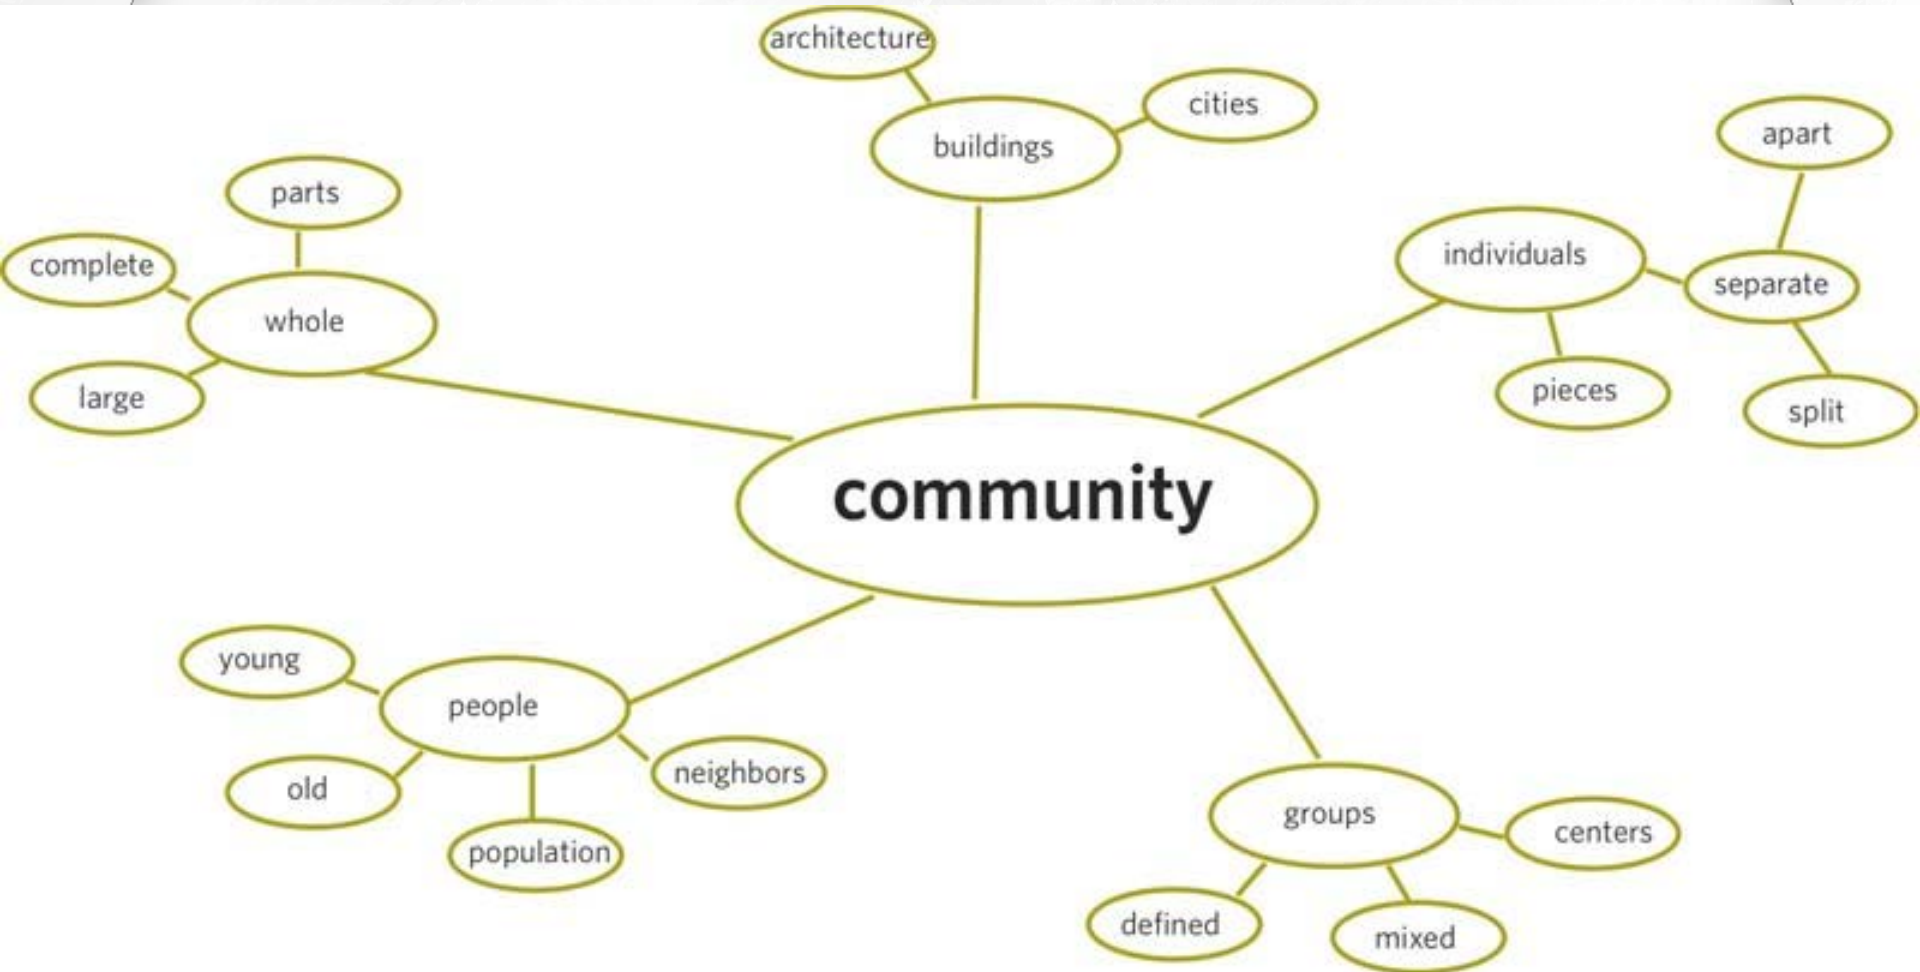 architecture
cities
buildings
apart
parts
individuals
complete
separate
whole
pieces
large
split
community
young
people
neighbors
old
population
groups
centers
defined
mixed